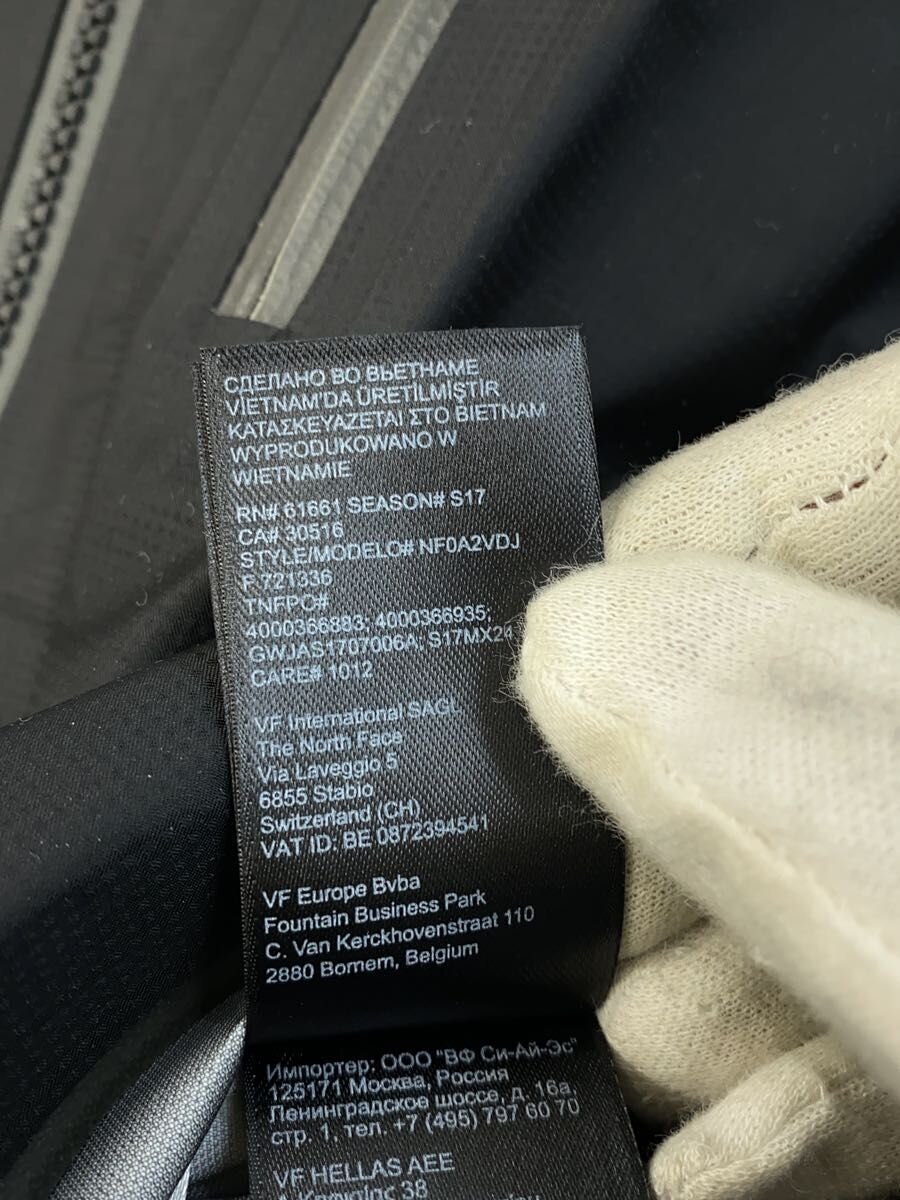 СДЕЛАНО ВО ВЬЕТНАМЕ
VIETNAM'DA ÜRETİLMİŞTİR
ΚΑΤΑΣΚΕΥΑΖΕΤΑΙ ΣΤΟ ΒΙΕΤΝΑΜ
WYPRODUKOWANO W
WIETNAMIE
RN# 61661 SEASON# S17
CA# 30516
STYLE/MODELO# NF0A2VDJ
F 721336
TNFPO#
4000366883; 4000366935;
GWJAS1707006A;
CARE# 1012
VF International SAGL
The North Face
Via Laveggio 5
6855 Stabio
Switzerland (CH)
VAT ID: BE 0872394541
VF Europe Bvba
Fountain Business Park
C. Van Kerckhovenstraat 110
2880 Bornem, Belgium
Импортер: ООО "ВФ Си-Ай-Эс"
125171 Москва, Россия
Ленинградское шоссе, д. 16а,
стр. 1, тел. +7 (495) 797 60 70
VF HELLAS AEE
38